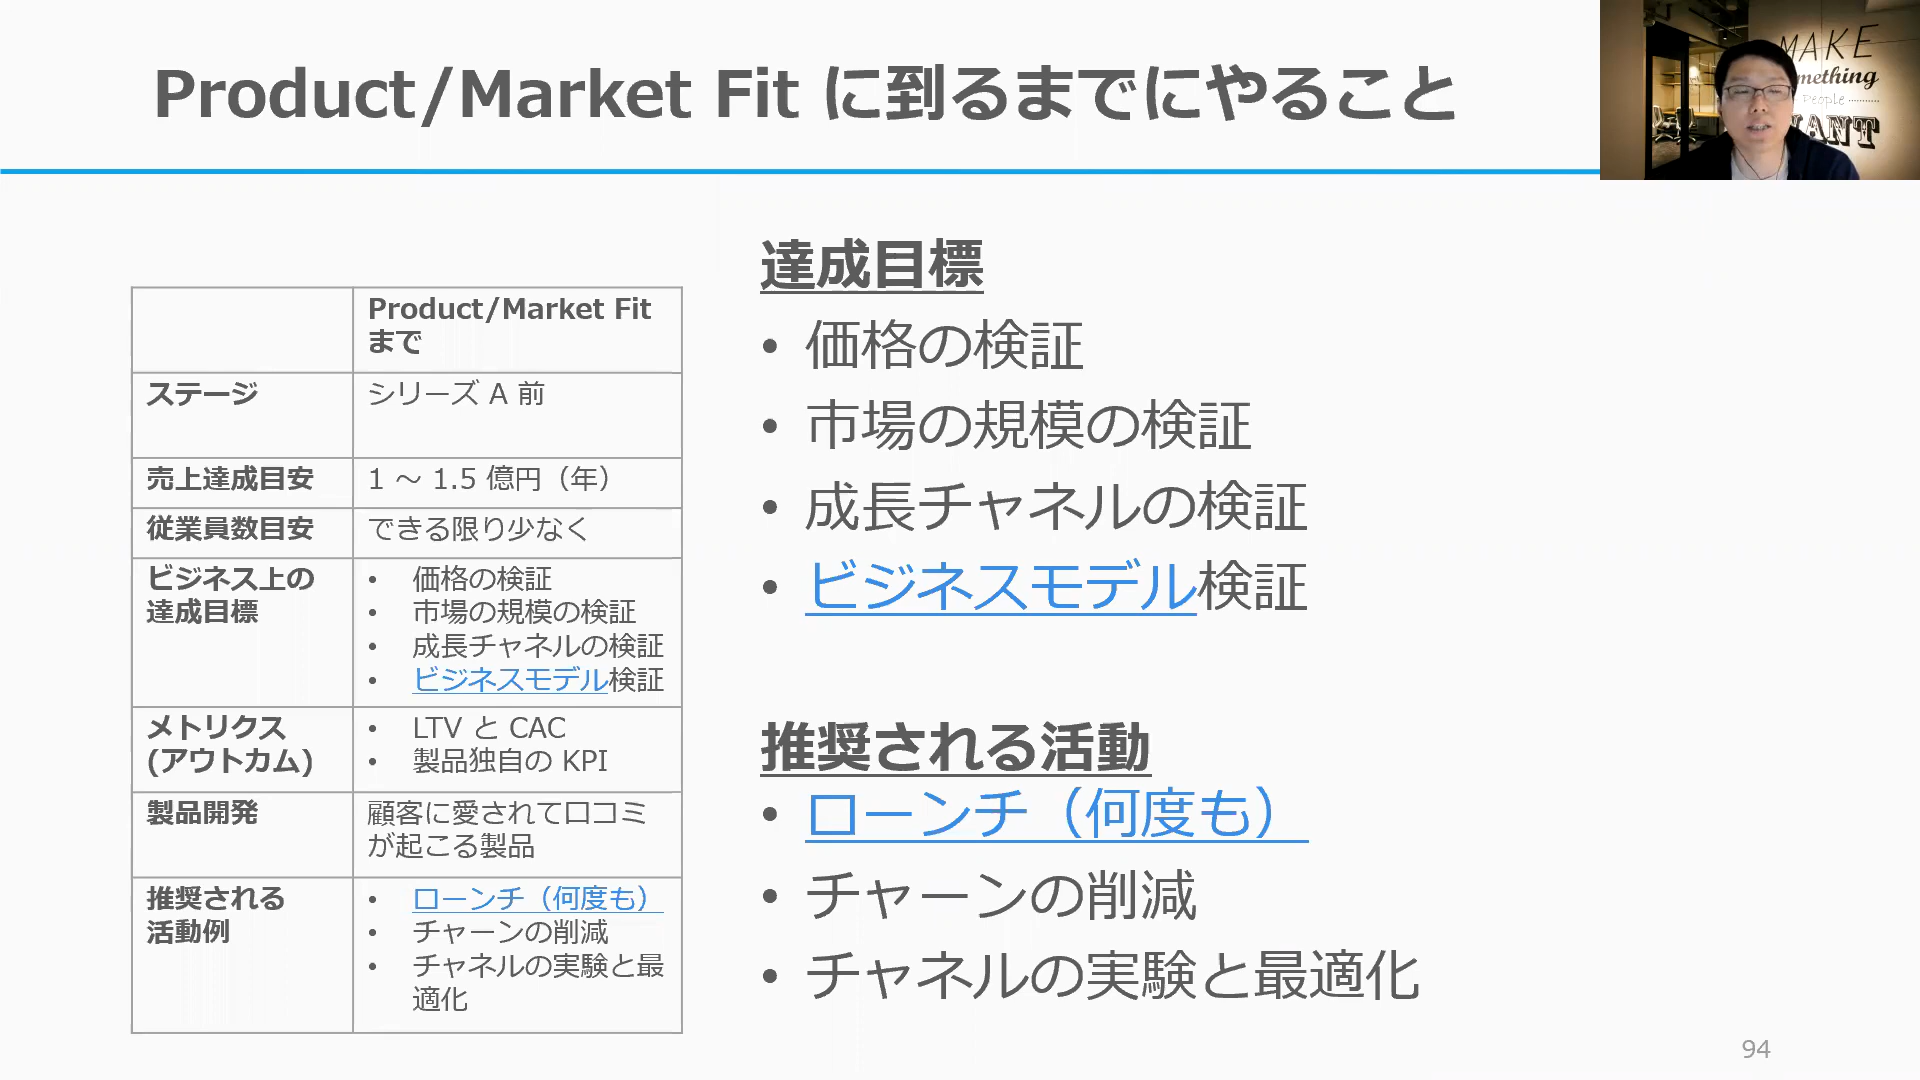 Product/Market Fit に到るまでにやること
MAKE
mething
People
WANT
Product/Market Fit
まで
ステージ
シリーズ A 前
売上達成目安
1 ～ 1.5 億円（年）
従業員数目安
できる限り少なく
ビジネス上の
達成目標
• 価格の検証
• 市場の規模の検証
• 成長チャネルの検証
• ビジネスモデル検証
メトリクス
(アウトカム)
• LTV と CAC
• 製品独自の KPI
製品開発
顧客に愛されて口コミ
が起こる製品
推奨される
活動例
• ローンチ（何度も）
• チャーンの削減
• チャネルの実験と最
適化
達成目標
• 価格の検証
• 市場の規模の検証
• 成長チャネルの検証
• ビジネスモデル検証
推奨される活動
• ローンチ（何度も）
• チャーンの削減
• チャネルの実験と最適化
94